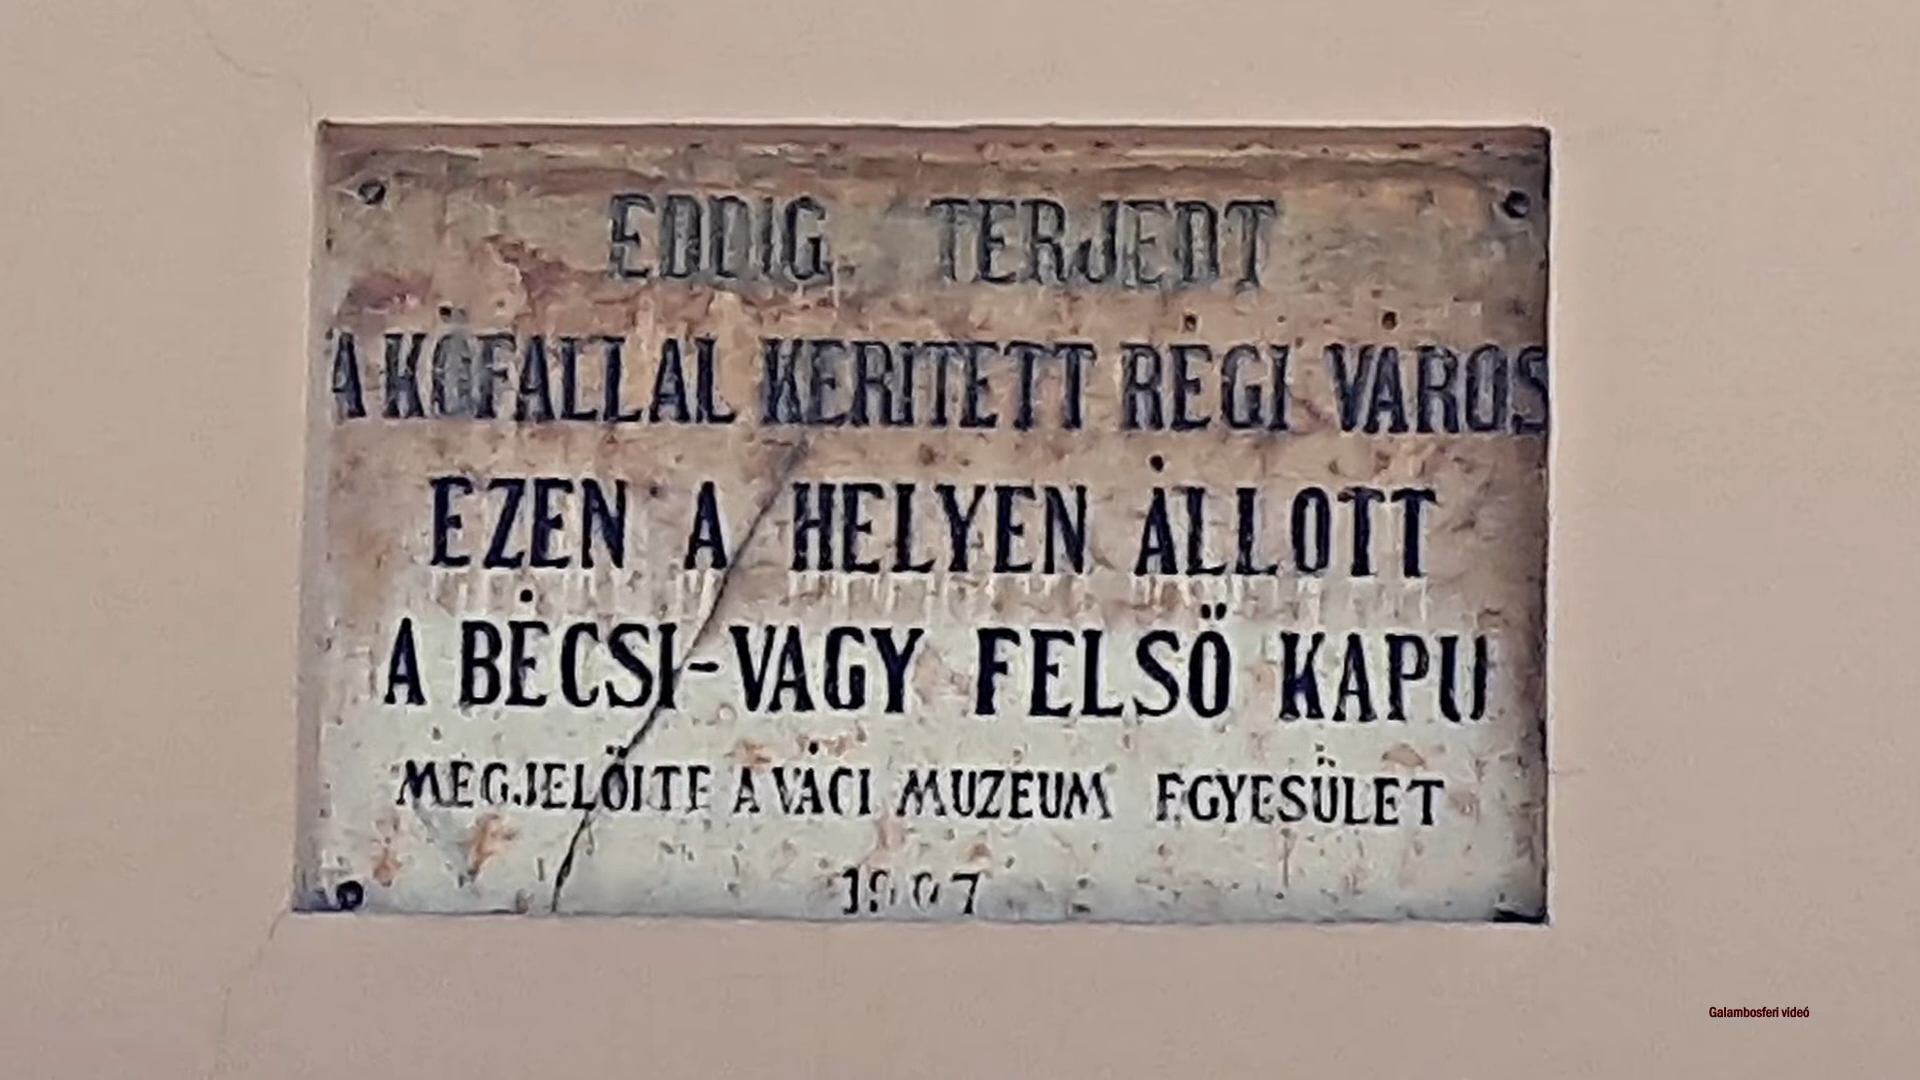 EDDIG TERJEDT
A KŐFALLAL KERITETT RÉGI VÁROS
EZEN A HELYEN ÁLLOTT
A BÉCSI-VAGY FELSŐ KAPU
MEGJELÖLTE A VÁCI MUZEUM EGYESÜLET
1907
Galambosferi videó